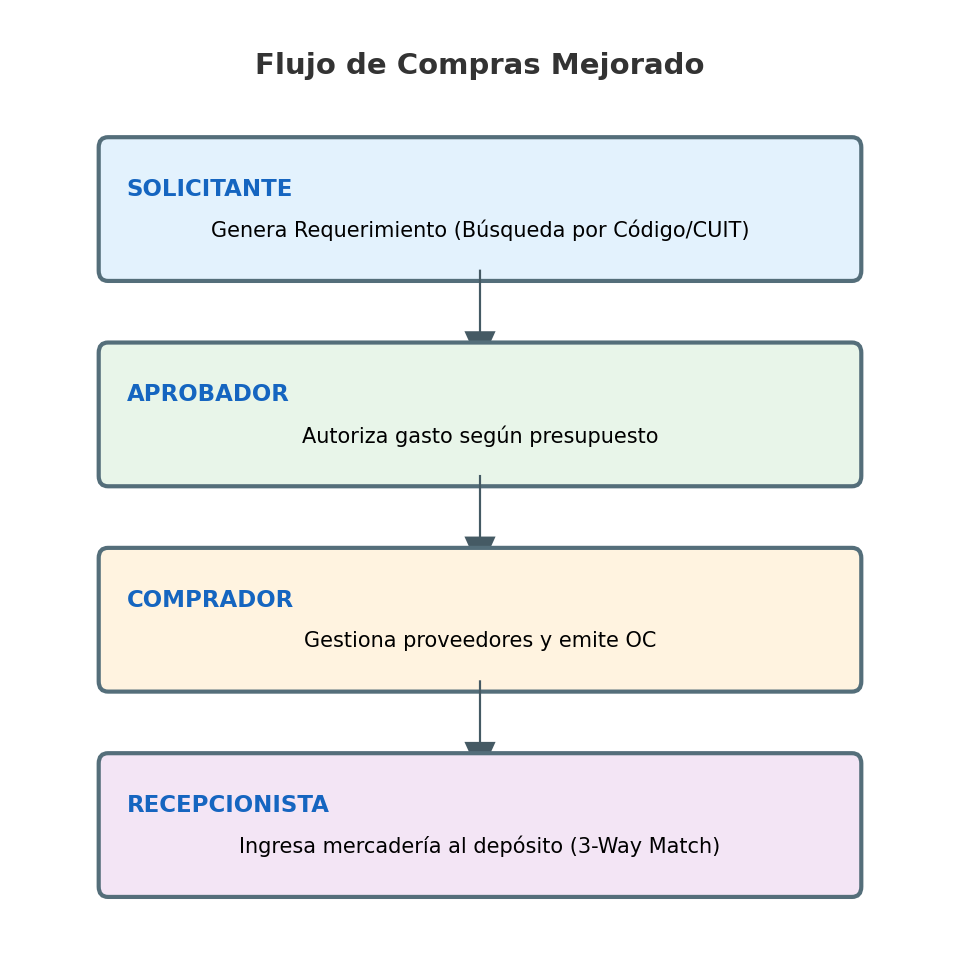 Flujo de Compras Mejorado
SOLICITANTE
Genera Requerimiento (Búsqueda por Código/CUIT)
APROBADOR
Autoriza gasto según presupuesto
COMPRADOR
Gestiona proveedores y emite OC
RECEPCIONISTA
Ingresa mercadería al depósito (3-Way Match)